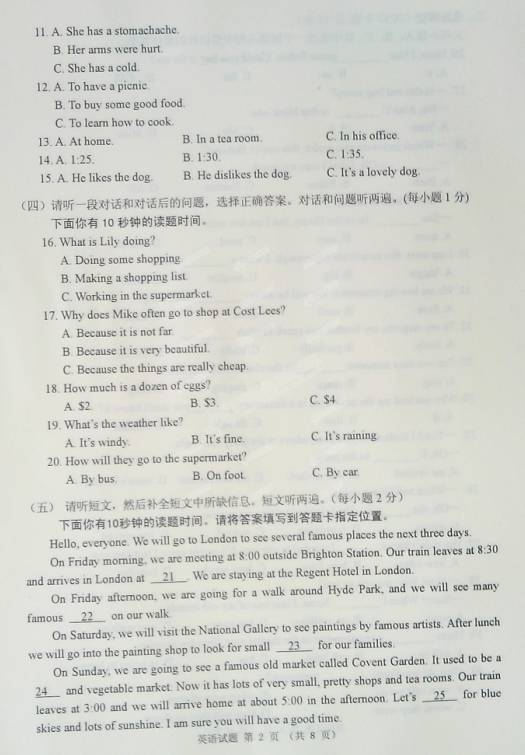 11. A. She has a stomachache.
B. Her arms were hurt.
C. She has a cold.
12. A. To have a picnic.
B. To buy some good food.
C. To learn how to cook.
13. A. At home. B. In a tea room. C. In his office.
14. A. 1:25. B. 1:30. C. 1:35.
15. A. He likes the dog. B. He dislikes the dog. C. It's a lovely dog.
（四）请听一段对话和对话后的问题，选择正确答案。对话和问题听两遍。(每小题 1 分)
下面你有 10 秒钟的读题时间。
16. What is Lily doing?
A. Doing some shopping.
B. Making a shopping list.
C. Working in the supermarket.
17. Why does Mike often go to shop at Cost Lees?
A. Because it is not far.
B. Because it is very beautiful.
C. Because the things are really cheap.
18. How much is a dozen of eggs?
A. $2. B. $3. C. $4.
19. What's the weather like?
A. It's windy. B. It's fine. C. It's raining.
20. How will they go to the supermarket?
A. By bus. B. On foot. C. By car.
（五） 请听短文，然后补全短文中所缺信息。短文听两遍。（每小题 2 分）
下面你有10秒钟的读题时间。请将答案填写到答题卡指定位置。
Hello, everyone. We will go to London to see several famous places the next three days.
On Friday morning, we are meeting at 8:00 outside Brighton Station. Our train leaves at 8:30
and arrives in London at __21__. We are staying at the Regent Hotel in London.
On Friday afternoon, we are going for a walk around Hyde Park, and we will see many
famous __22__ on our walk.
On Saturday, we will visit the National Gallery to see paintings by famous artists. After lunch
we will go into the painting shop to look for small __23__ for our families.
On Sunday, we are going to see a famous old market called Covent Garden. It used to be a
__24__ and vegetable market. Now it has lots of very small, pretty shops and tea rooms. Our train
leaves at 3:00 and we will arrive home at about 5:00 in the afternoon. Let's __25__ for blue
skies and lots of sunshine. I am sure you will have a good time.
英语试题 第 2 页 （共 8 页）